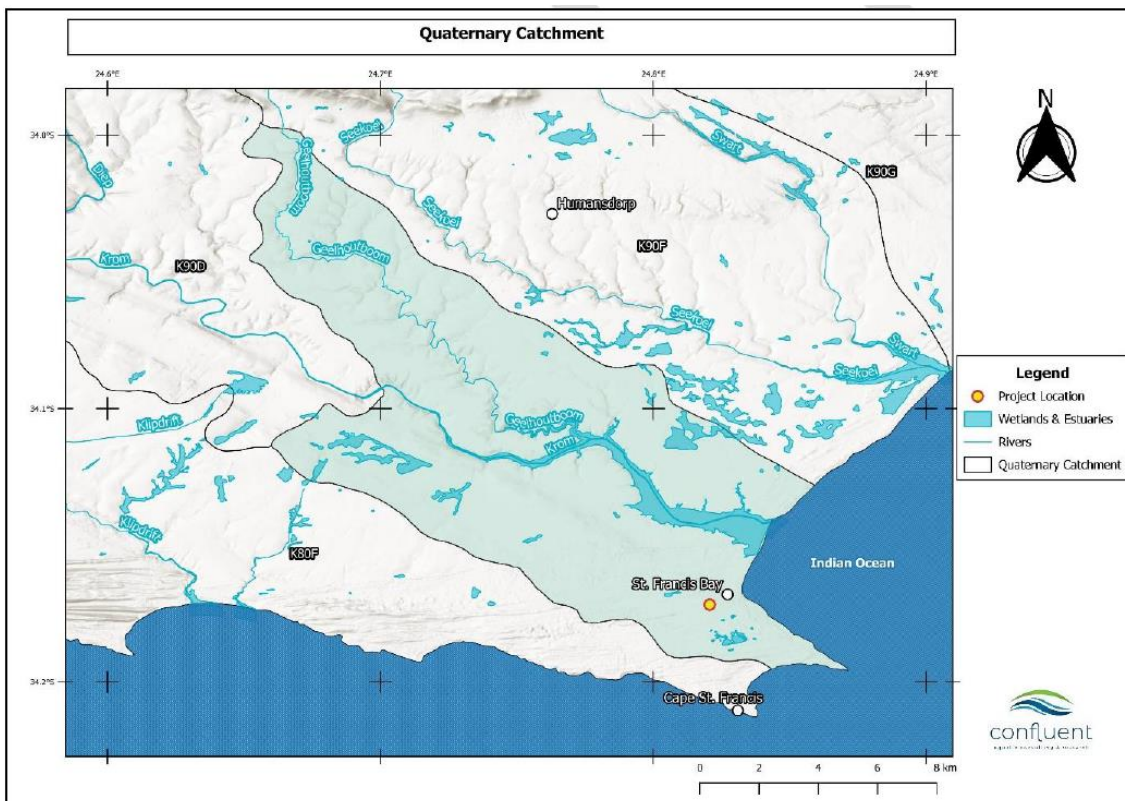 Quaternary Catchment
24.6°E
24.7°E
24.8°E
24.9°E
34.0°S
34.1°S
34.2°S
N
Diep
Geelhoutboom
Seekoei
Swart
K90G
Humansdorp
Seekoei
K90F
Geelhoutboom
Krom
K90D
Seekoei
Swart
Seekoei
Klipdrift
Geelhoutboom
Krom
Klipdrift
K80F
St. Francis Bay
Indian Ocean
Cape St. Francis
Legend
Project Location
Wetlands & Estuaries
Rivers
Quaternary Catchment
confluent
0 2 4 6 8 km